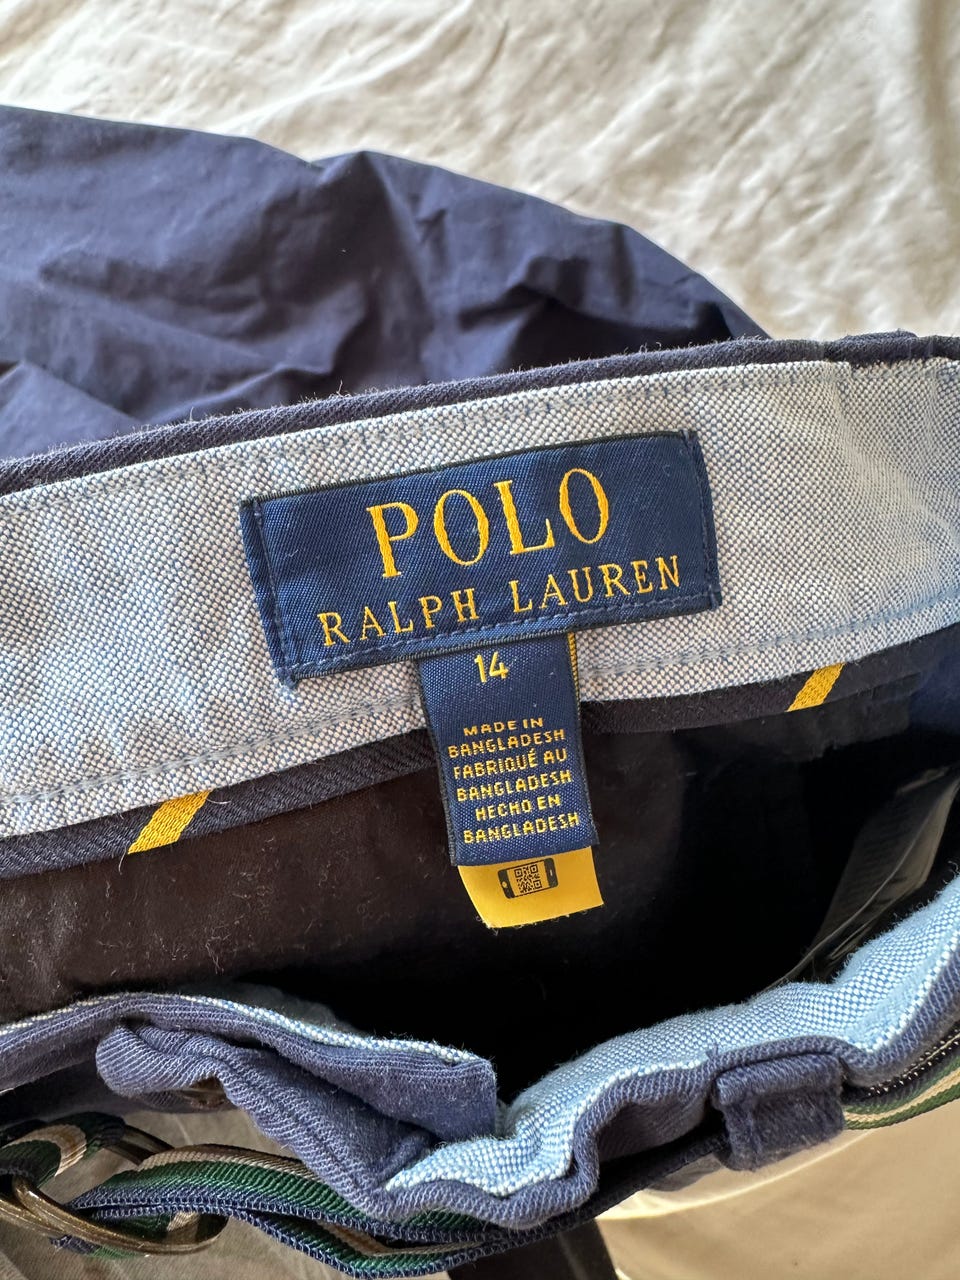 POLO
RALPH LAUREN
14
MADE IN
BANGLADESH
FABRIQUÉ AU
BANGLADESH
HECHO EN
BANGLADESH